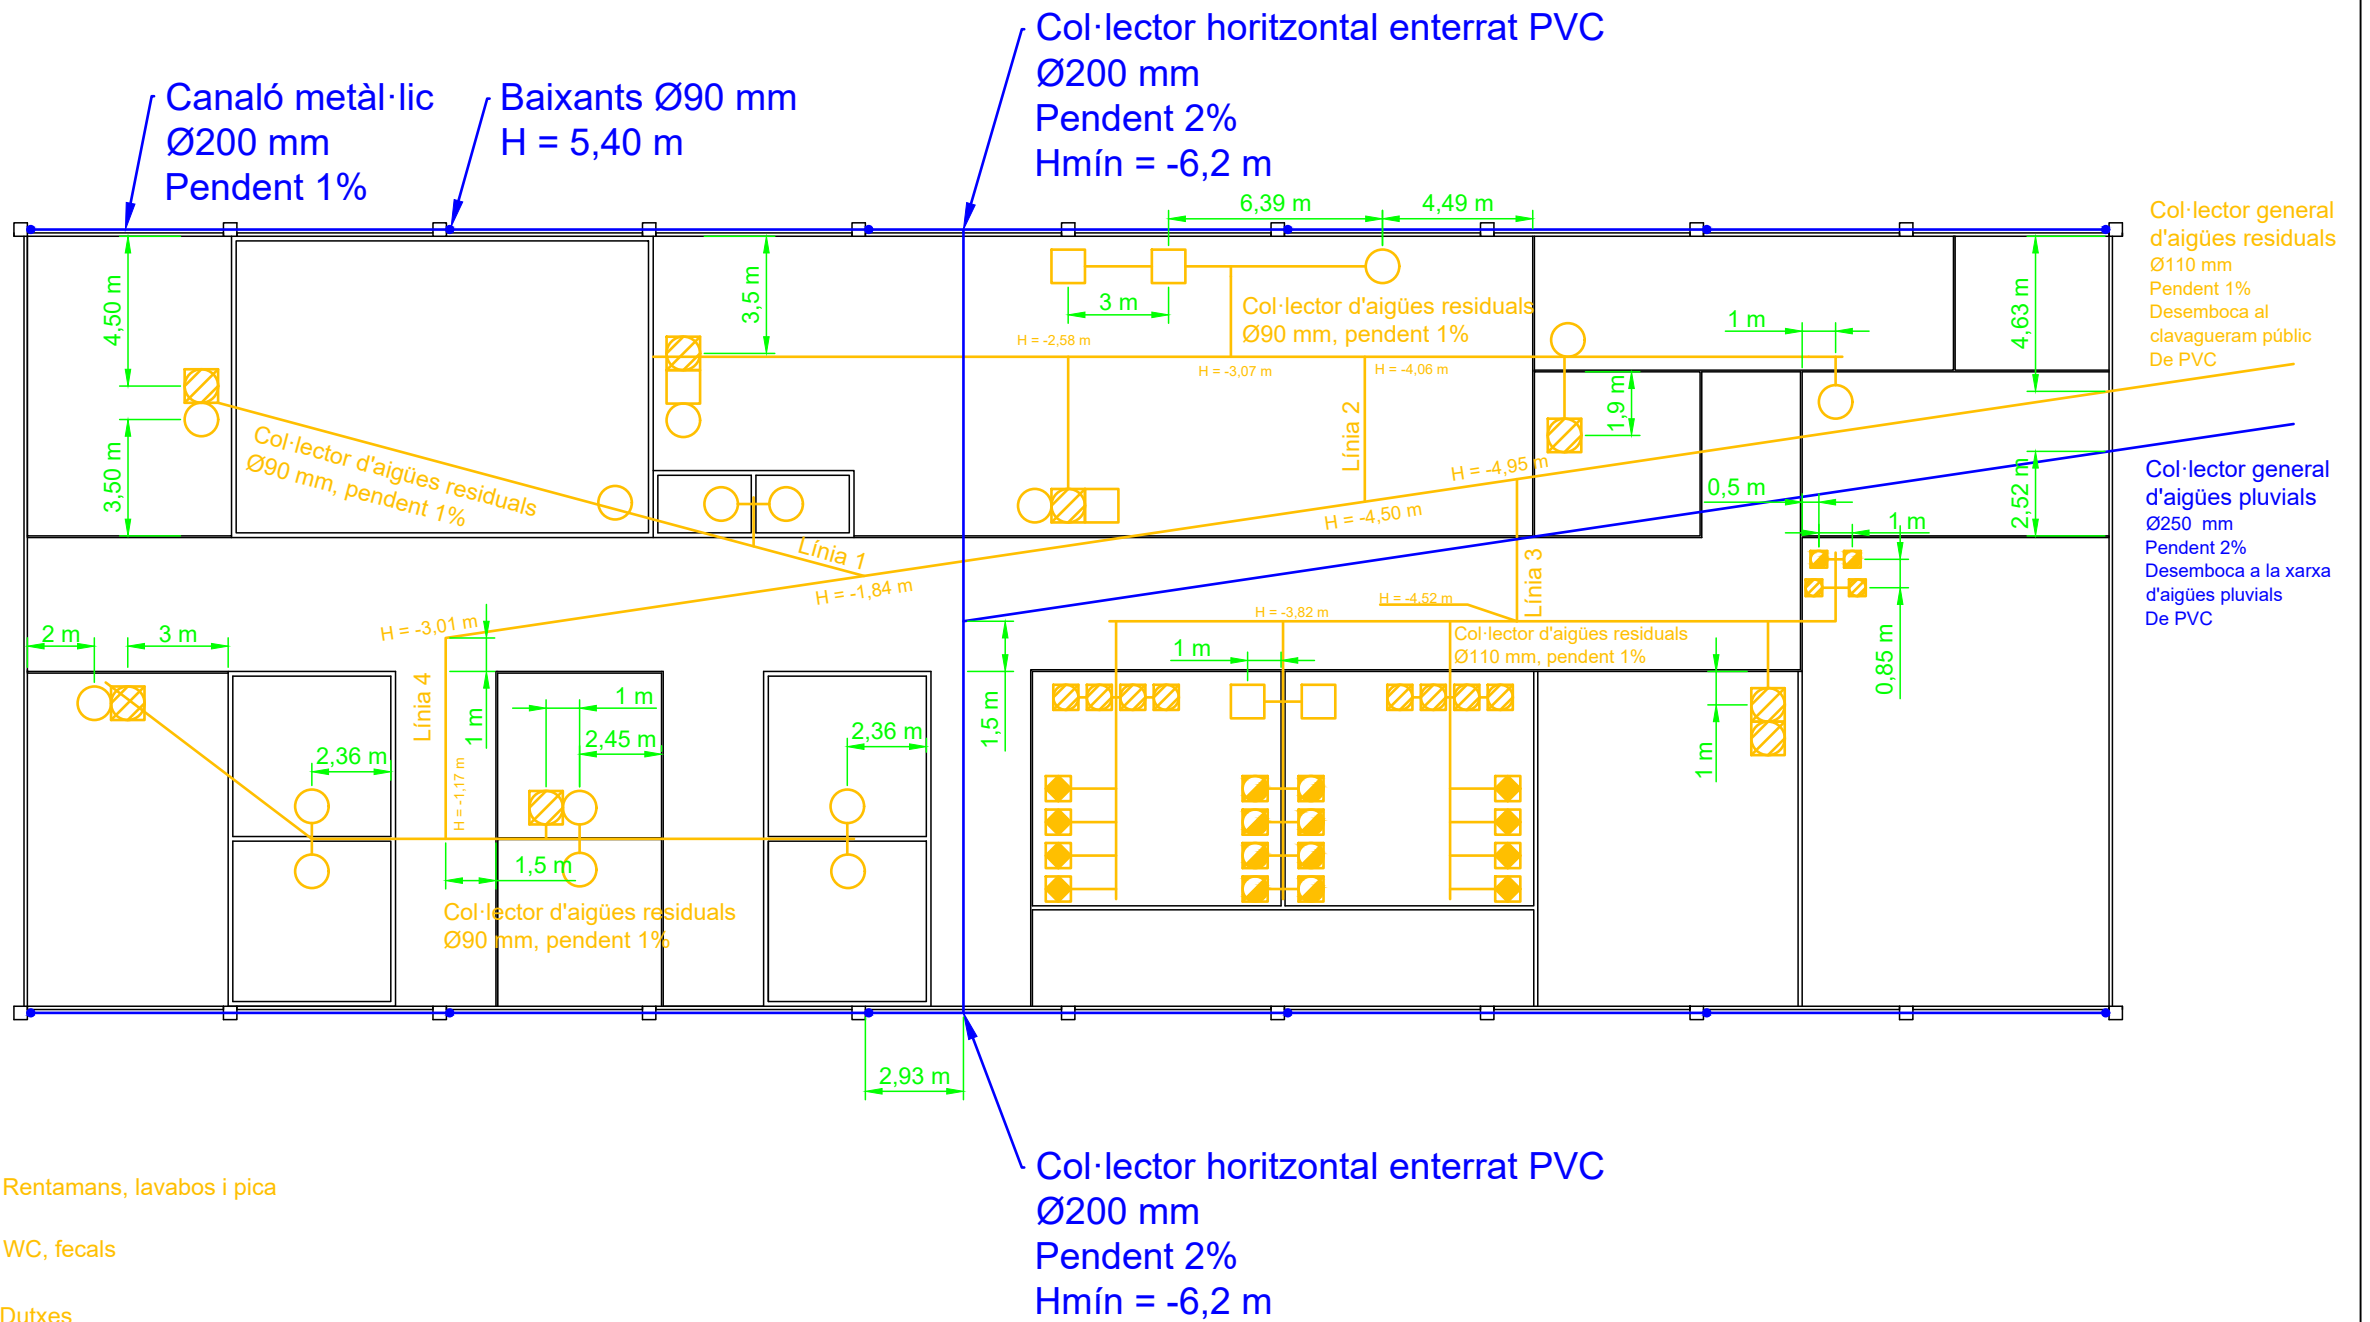 Col·lector horitzontal enterrat PVC
Ø200 mm
Pendent 2%
Hmín = -6,2 m
Canaló metàl·lic
Ø200 mm
Pendent 1%
Baixants Ø90 mm
H = 5,40 m
6,39 m
4,49 m
Col·lector general
d'aigües residuals
Ø110 mm
Pendent 1%
Desemboca al
clavagueram públic
De PVC
4,50 m
3,5 m
3 m
Col·lector d'aigües residuals
Ø90 mm, pendent 1%
H = -2,58 m
H = -3,07 m
H = -4,06 m
1 m
4,63 m
1,9 m
Línia 2
3,50 m
Col·lector d'aigües residuals
Ø90 mm, pendent 1%
H = -4,95 m
H = -4,50 m
0,5 m
1 m
2,52 m
Col·lector general
d'aigües pluvials
Ø250 mm
Pendent 2%
Desemboca a la xarxa
d'aigües pluvials
De PVC
Línia 1
H = -1,84 m
Línia 3
H = -4,52 m
H = -3,82 m
H = -3,01 m
2 m
3 m
1 m
Col·lector d'aigües residuals
Ø110 mm, pendent 1%
0,85 m
Línia 4
1 m
1 m
2,45 m
2,36 m
2,36 m
1,5 m
1 m
H = -1,17 m
1,5 m
Col·lector d'aigües residuals
Ø90 mm, pendent 1%
2,93 m
Col·lector horitzontal enterrat PVC
Ø200 mm
Pendent 2%
Hmín = -6,2 m
Rentamans, lavabos i pica
WC, fecals
Dutxes